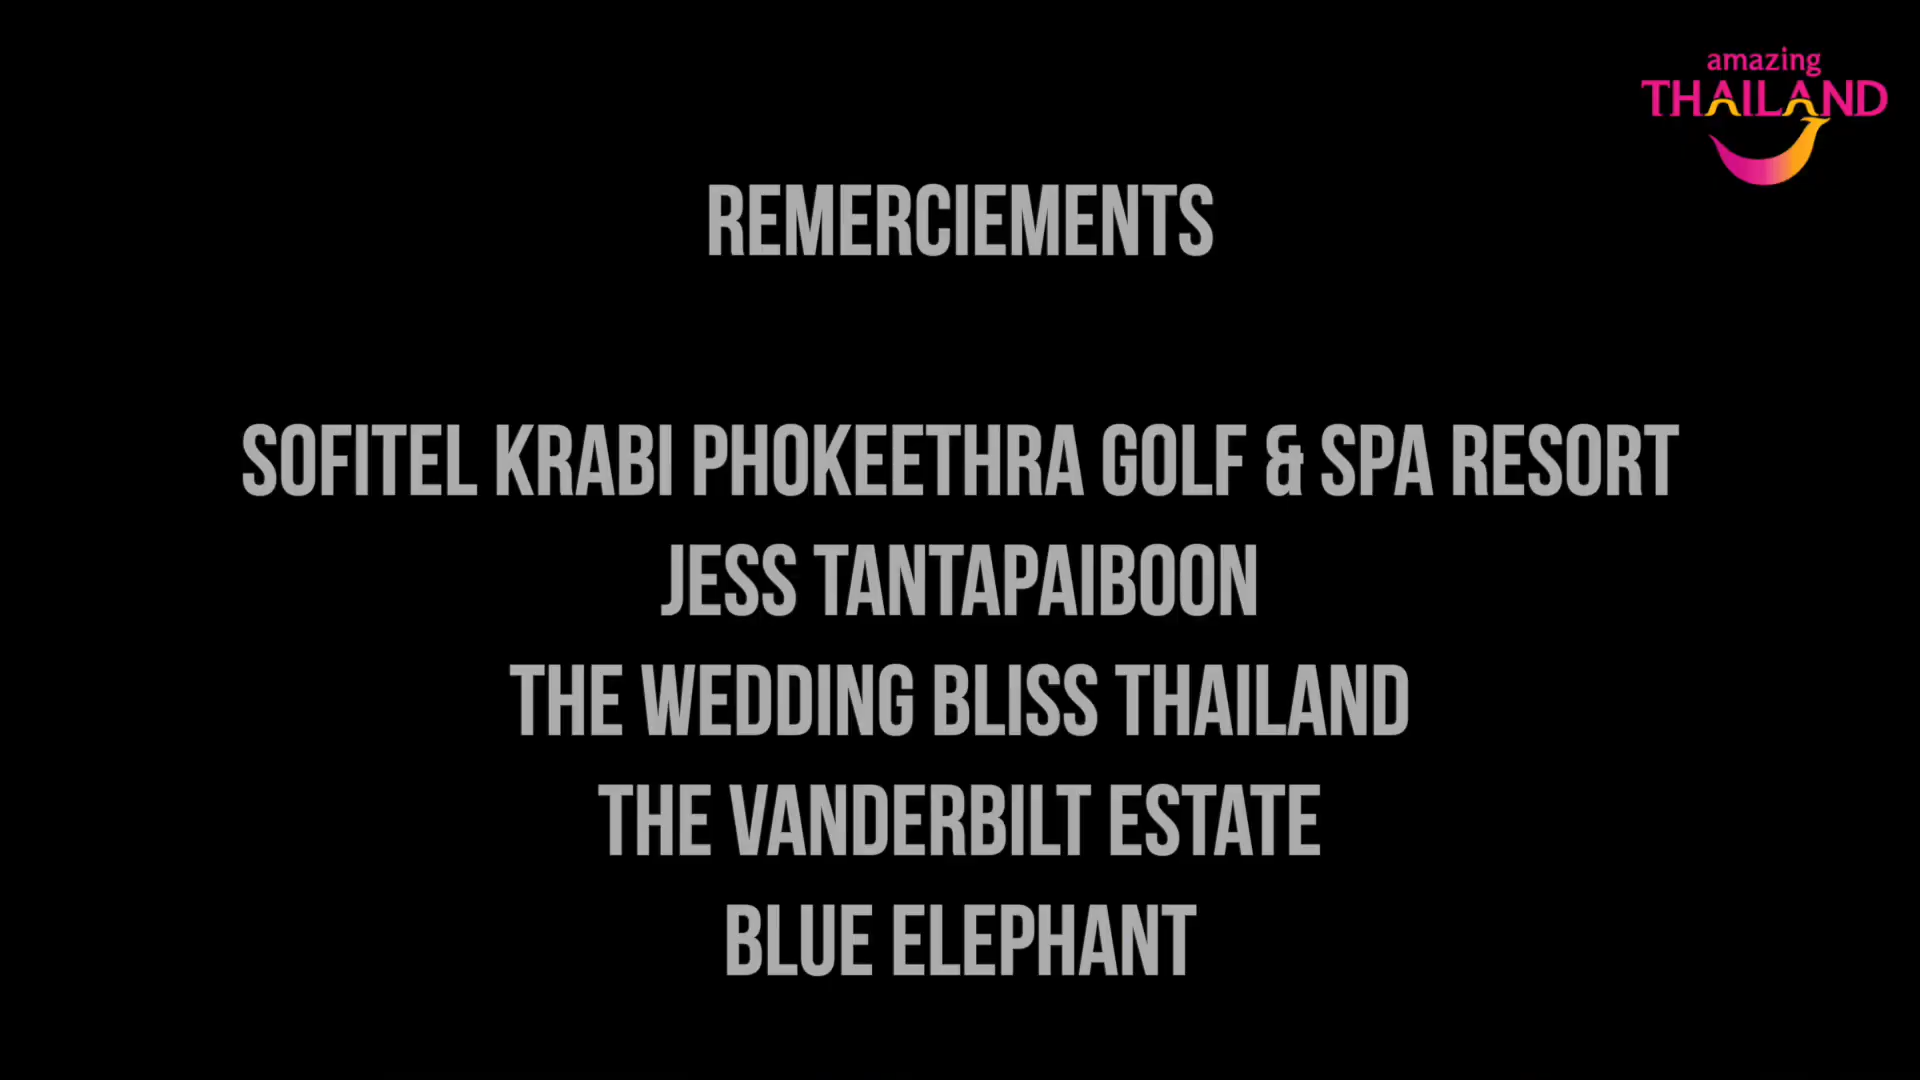 amazing
THAILAND
REMERCIEMENTS
SOFITEL KRABI PHOKEETHRA GOLF & SPA RESORT
JESS TANTAPAIBOON
THE WEDDING BLISS THAILAND
THE VANDERBILT ESTATE
BLUE ELEPHANT